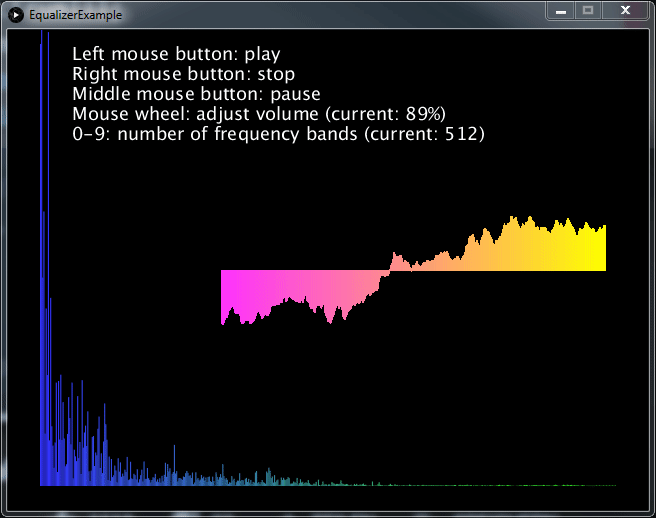 EqualizerExample
Left mouse button: play
Right mouse button: stop
Middle mouse button: pause
Mouse wheel: adjust volume (current: 89%)
0-9: number of frequency bands (current: 512)